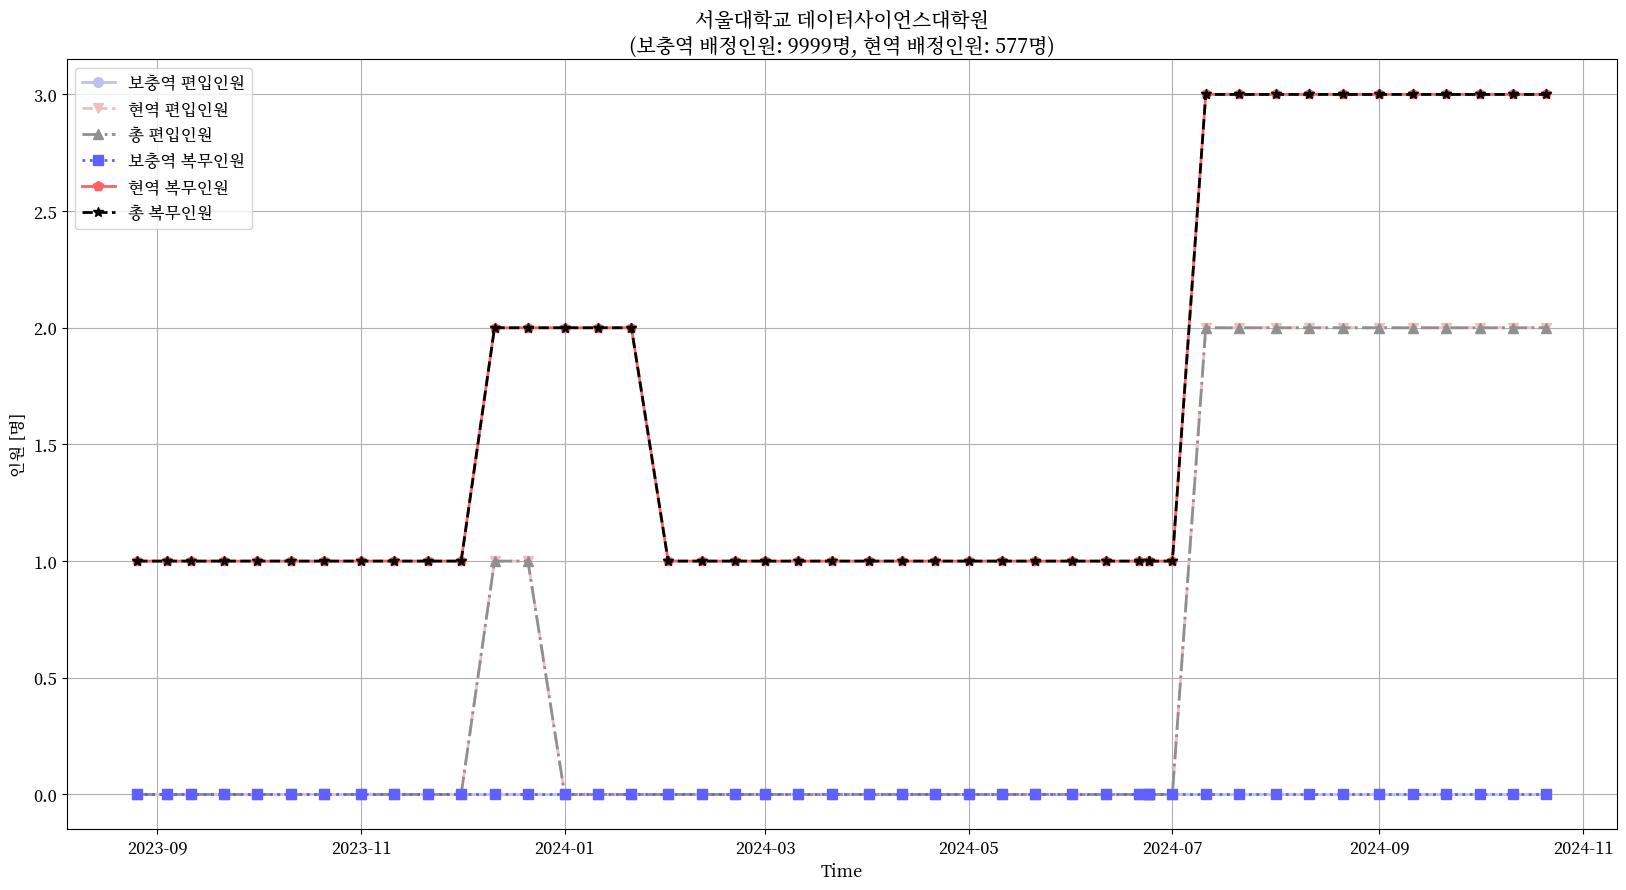 서울대학교 데이터사이언스대학원
(보충역 배정인원: 9999명, 현역 배정인원: 577명)
보충역 편입인원
현역 편입인원
총 편입인원
보충역 복무인원
현역 복무인원
총 복무인원
3.0
2.5
2.0
1.5
1.0
0.5
0.0
인원 [명]
2023-09
2023-11
2024-01
2024-03
2024-05
2024-07
2024-09
2024-11
Time